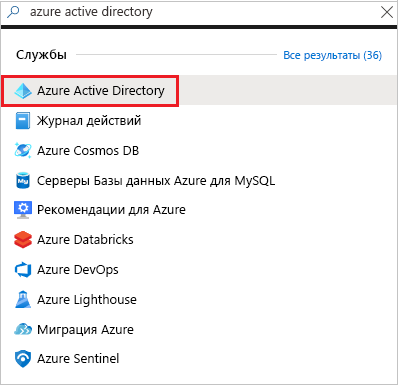 azure active directory
Службы Все результаты (36)
Azure Active Directory
Журнал действий
Azure Cosmos DB
Серверы Базы данных Azure для MySQL
Рекомендации для Azure
Azure Databricks
Azure DevOps
Azure Lighthouse
Миграция Azure
Azure Sentinel